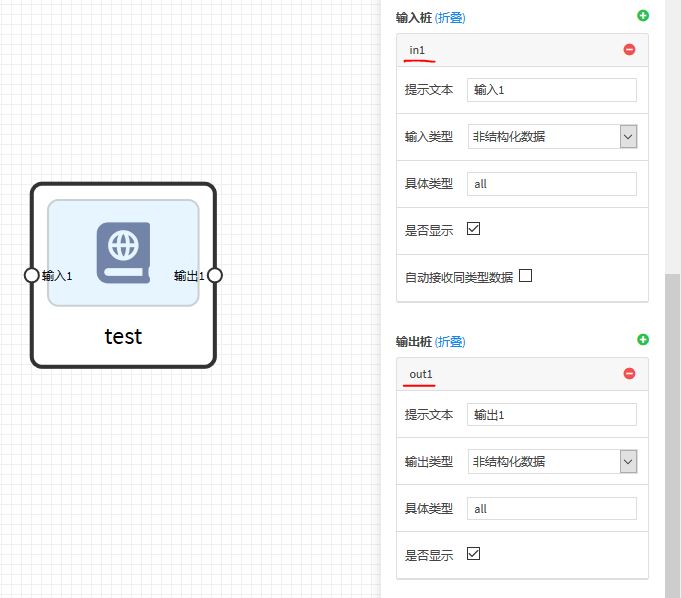 输入1
输出1
test
输入桩 (折叠)
in1
提示文本 输入1
输入类型 非结构化数据
具体类型 all
是否显示
自动接收同类型数据
输出桩 (折叠)
out1
提示文本 输出1
输出类型 非结构化数据
具体类型 all
是否显示